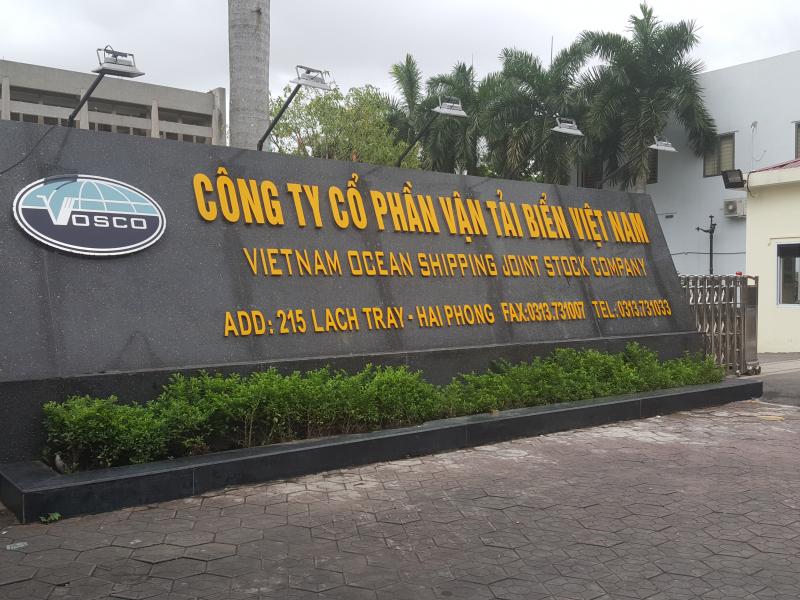 VOSCO
CÔNG TY CỔ PHẦN VẬN TẢI BIỂN VIỆT NAM
VIETNAM OCEAN SHIPPING JOINT STOCK COMPANY
ADD: 215 LACH TRAY - HAI PHONG FAX:0313.731007 TEL: 0313.731033